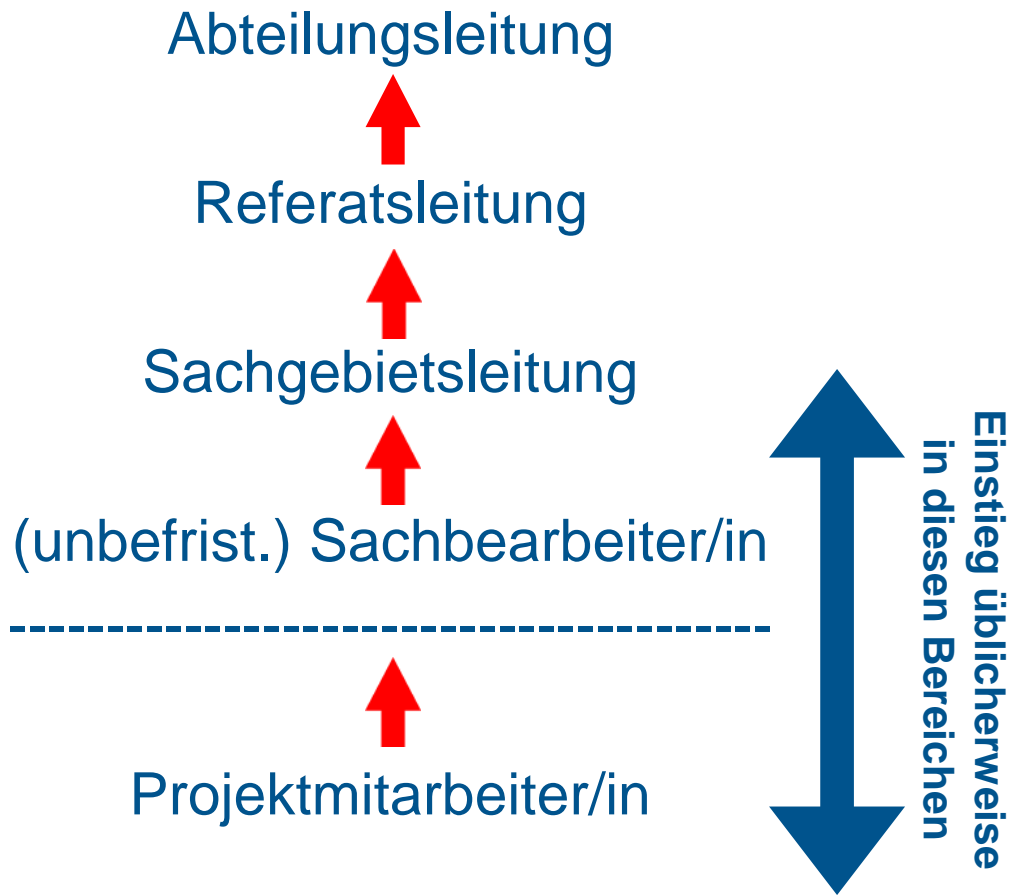 Abteilungsleitung
Referatsleitung
Sachgebietsleitung
(unbefrist.) Sachbearbeiter/in
Projektmitarbeiter/in
Einstieg üblicherweise
in diesen Bereichen